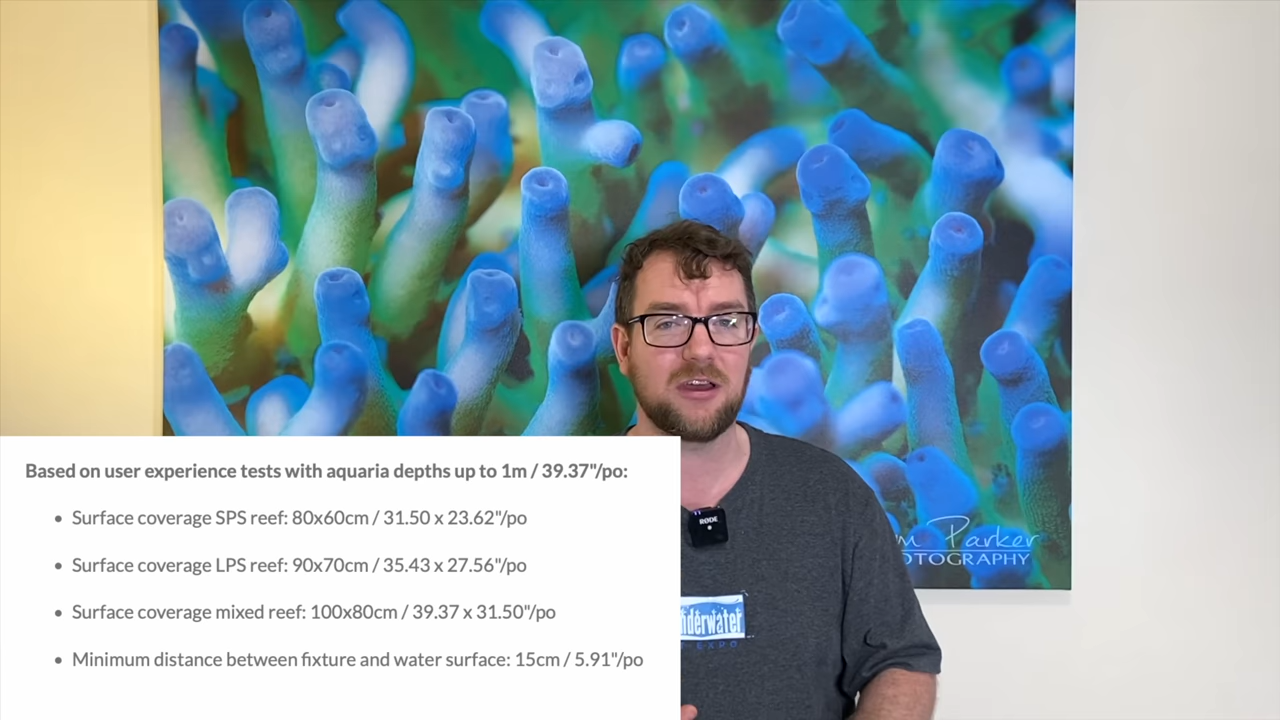 m Parker
OTOGRAPHY
Based on user experience tests with aquaria depths up to 1m / 39.37"/po:
• Surface coverage SPS reef: 80x60cm / 31.50 x 23.62"/po
• Surface coverage LPS reef: 90x70cm / 35.43 x 27.56"/po
• Surface coverage mixed reef: 100x80cm / 39.37 x 31.50"/po
• Minimum distance between fixture and water surface: 15cm / 5.91"/po
RØDE
nderwater
EXPO